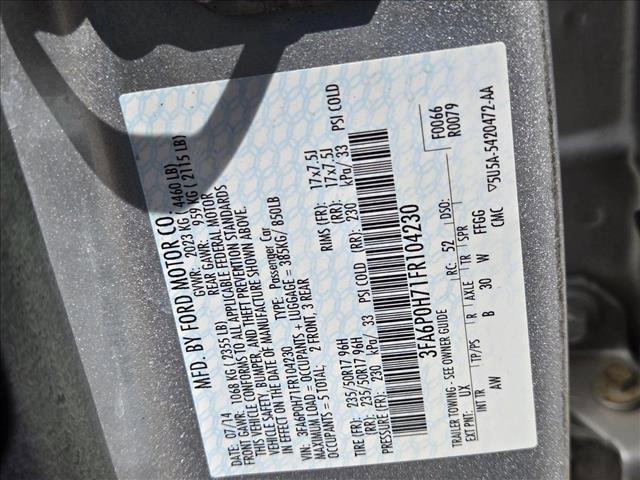 MFD. BY FORD MOTOR CO.
DATE: 07/14 GVWR: 2023 KG ( 4460 LB)
FRONT GAWR: 1068 KG ( 2355 LB) REAR GAWR: 959 KG ( 2115 LB)
THIS VEHICLE CONFORMS TO ALL APPLICABLE FEDERAL MOTOR
VEHICLE SAFETY, BUMPER, AND THEFT PREVENTION STANDARDS
IN EFFECT ON THE DATE OF MANUFACTURE SHOWN ABOVE.
VIN: 3FA6P0H71FR104230 TYPE: Passenger Car
MAXIMUM LOAD = OCCUPANTS + LUGGAGE = 385KG/ 850LB
OCCUPANTS = 5 TOTAL; 2 FRONT, 3 REAR
TIRE (FR): 235/50R17 96H RIMS (FR): 17x7.5J
TIRE (RR): 235/50R17 96H (RR): 17x7.5J
PRESSURE (FR): 230 kPa/ 33 (RR): 230 kPa/ 33 PSI COLD
3FA6P0H71FR104230
F0066
R0079
TRAILER TOWING: SEE OWNER GUIDE
EXT PNT: UX RC: 52 DSO:
INT TR TP/PS R AXLE TR SPR
AW B 30 W FFGG
CMC ▽5U5A-5420472-AA